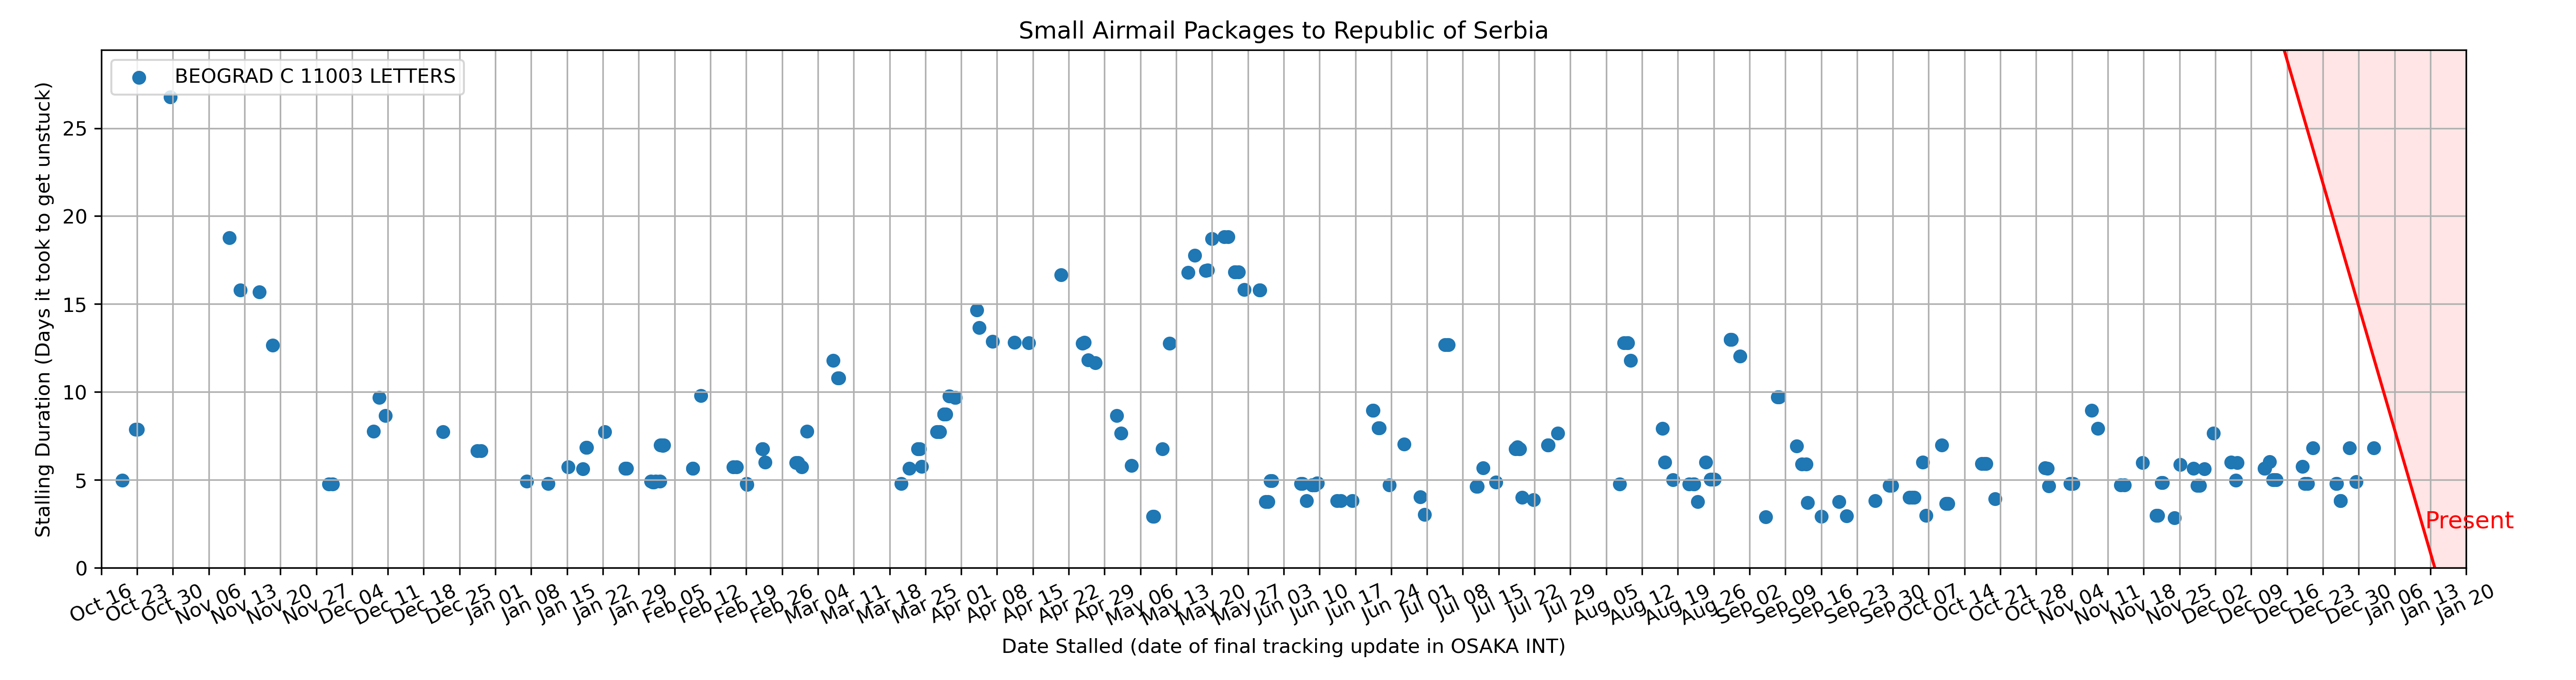 Small Airmail Packages to Republic of Serbia
BEOGRAD C 11003 LETTERS
Stalling Duration (Days it took to get unstuck)
25
20
15
10
5
0
Present
Oct 16 Oct 23 Oct 30 Nov 06 Nov 13 Nov 20 Nov 27 Dec 04 Dec 11 Dec 18 Dec 25 Jan 01 Jan 08 Jan 15 Jan 22 Jan 29 Feb 05 Feb 12 Feb 19 Feb 26 Mar 04 Mar 11 Mar 18 Mar 25 Apr 01 Apr 08 Apr 15 Apr 22 Apr 29 May 06 May 13 May 20 May 27 Jun 03 Jun 10 Jun 17 Jun 24 Jul 01 Jul 08 Jul 15 Jul 22 Jul 29 Aug 05 Aug 12 Aug 19 Aug 26 Sep 02 Sep 09 Sep 16 Sep 23 Sep 30 Oct 07 Oct 14 Oct 21 Oct 28 Nov 04 Nov 11 Nov 18 Nov 25 Dec 02 Dec 09 Dec 16 Dec 23 Dec 30 Jan 06 Jan 13 Jan 20
Date Stalled (date of final tracking update in OSAKA INT)